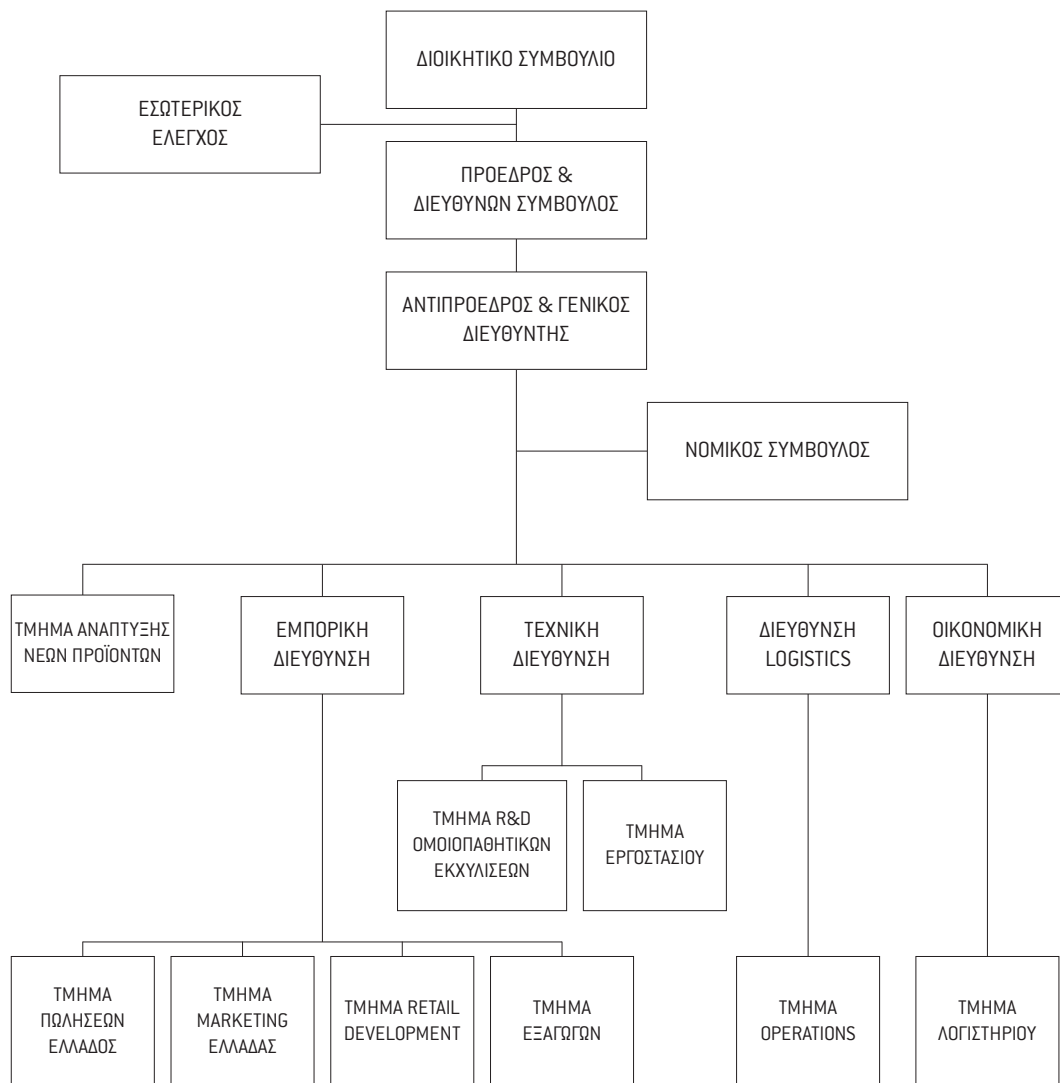 ΔΙΟΙΚΗΤΙΚΟ ΣΥΜΒΟΥΛΙΟ
ΕΣΩΤΕΡΙΚΟΣ
ΕΛΕΓΧΟΣ
ΠΡΟΕΔΡΟΣ &
ΔΙΕΥΘΥΝΩΝ ΣΥΜΒΟΥΛΟΣ
ΑΝΤΙΠΡΟΕΔΡΟΣ & ΓΕΝΙΚΟΣ
ΔΙΕΥΘΥΝΤΗΣ
ΝΟΜΙΚΟΣ ΣΥΜΒΟΥΛΟΣ
ΤΜΗΜΑ ΑΝΑΠΤΥΞΗΣ
ΝΕΩΝ ΠΡΟΪΟΝΤΩΝ
ΕΜΠΟΡΙΚΗ
ΔΙΕΥΘΥΝΣΗ
ΤΕΧΝΙΚΗ
ΔΙΕΥΘΥΝΣΗ
ΔΙΕΥΘΥΝΣΗ
LOGISTICS
ΟΙΚΟΝΟΜΙΚΗ
ΔΙΕΥΘΥΝΣΗ
ΤΜΗΜΑ R&D
ΟΜΟΙΟΠΑΘΗΤΙΚΩΝ
ΕΚΧΥΛΙΣΕΩΝ
ΤΜΗΜΑ
ΕΡΓΟΣΤΑΣΙΟΥ
ΤΜΗΜΑ
ΠΩΛΗΣΕΩΝ
ΕΛΛΑΔΟΣ
ΤΜΗΜΑ
MARKETING
ΕΛΛΑΔΑΣ
ΤΜΗΜΑ RETAIL
DEVELOPMENT
ΤΜΗΜΑ
ΕΞΑΓΩΓΩΝ
ΤΜΗΜΑ
OPERATIONS
ΤΜΗΜΑ
ΛΟΓΙΣΤΗΡΙΟΥ